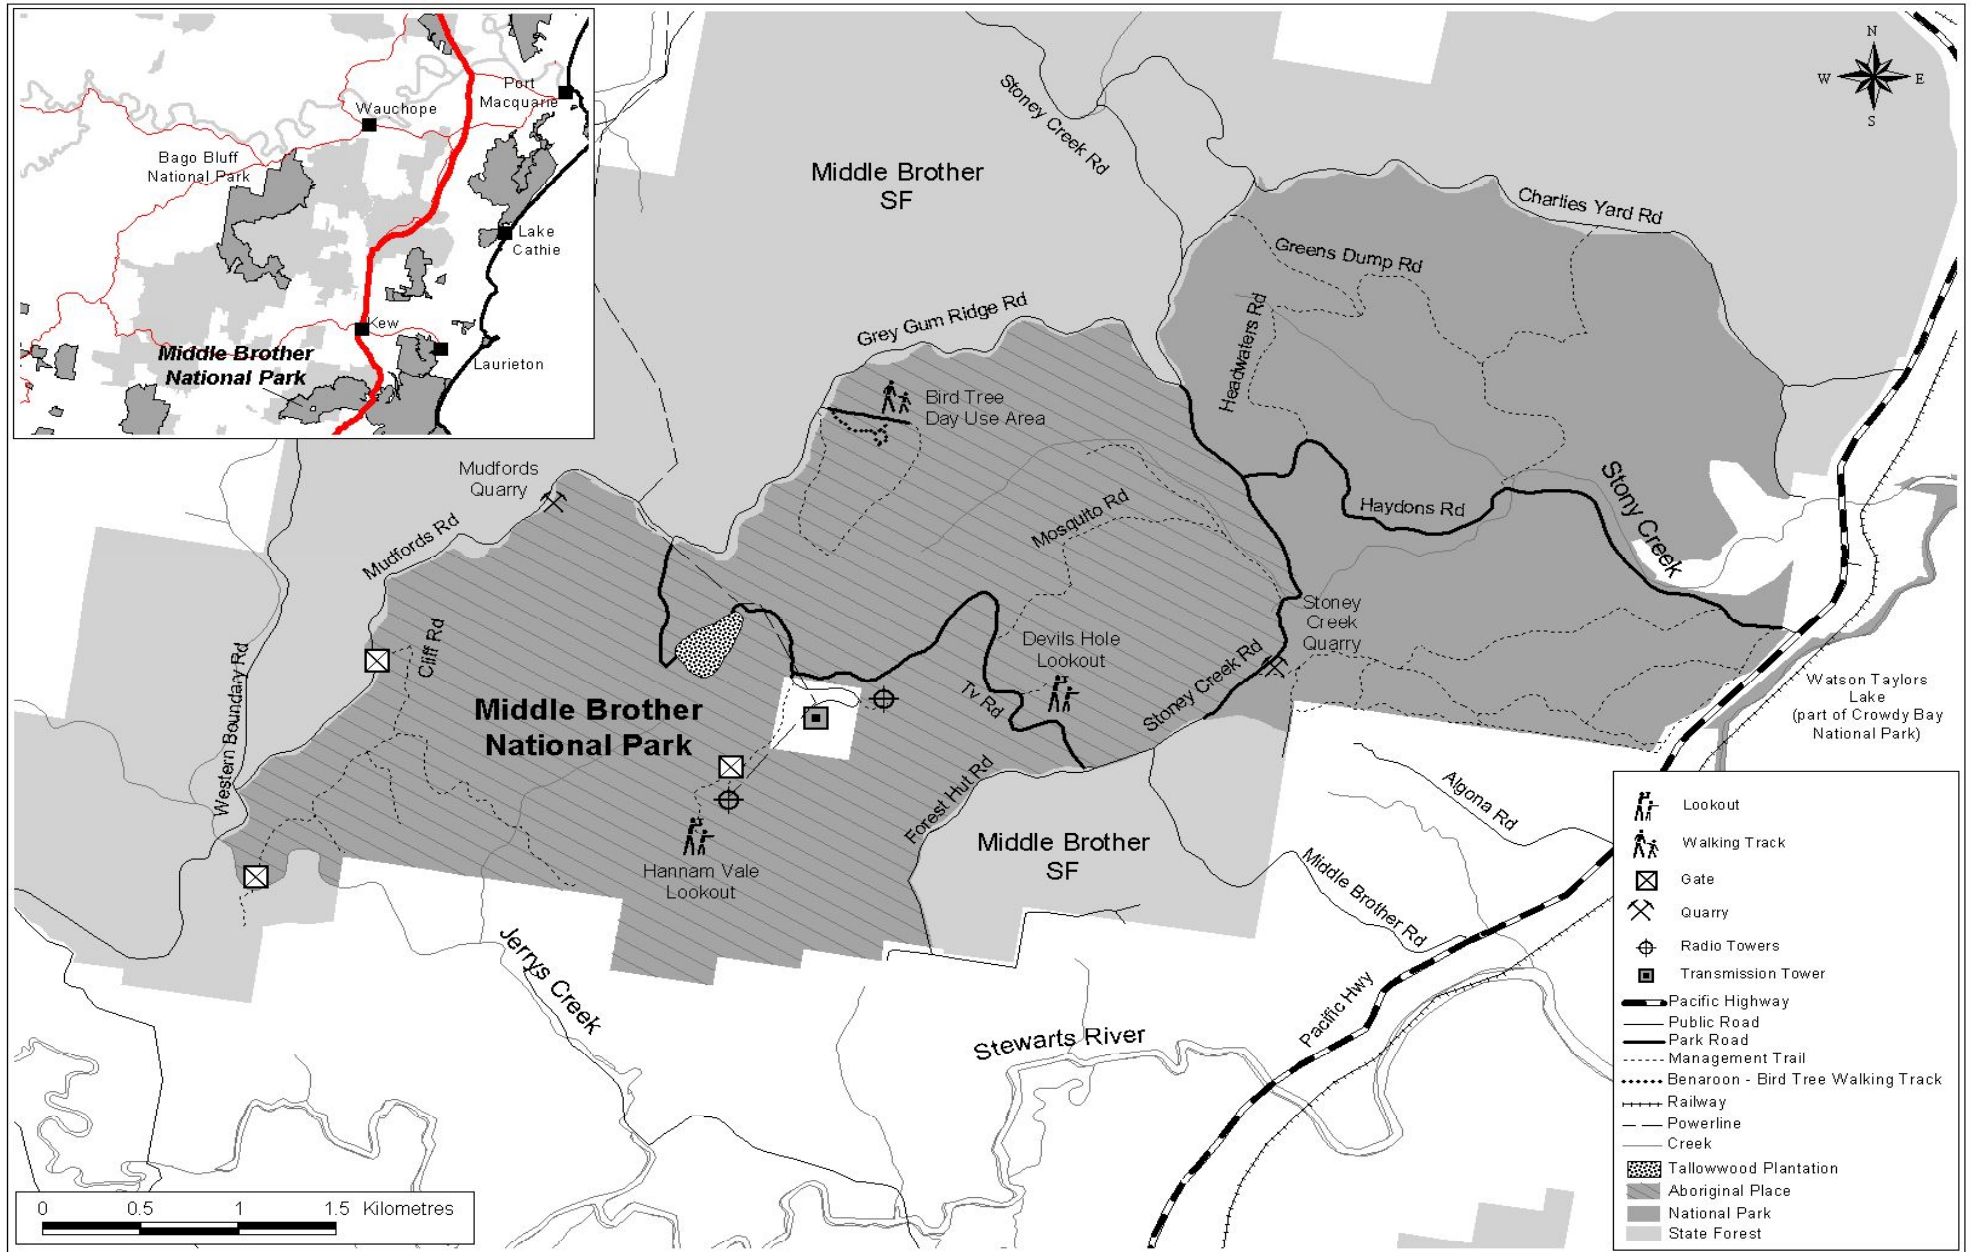 Port
Macquarie
Wauchope
Bago Bluff
National Park
Lake
Cathie
Kew
Middle Brother
National Park
Laurieton
N
W
E
S
Stoney Creek Rd
Middle Brother
SF
Charlies Yard Rd
Greens Dump Rd
Grey Gum Ridge Rd
Headwaters Rd
Bird Tree
Day Use Area
Mudfords
Quarry
Stony Creek
Haydons Rd
Mosquito Rd
Mudfords Rd
Cliff Rd
Western Boundary Rd
Stoney
Creek
Quarry
Devils Hole
Lookout
Stoney Creek Rd
Tv Rd
Middle Brother
National Park
Watson Taylors
Lake
(part of Crowdy Bay
National Park)
Forest Hut Rd
Algona Rd
Middle Brother
SF
Middle Brother Rd
Hannam Vale
Lookout
Jerrys Creek
Stewarts River
Pacific Hwy
Lookout
Walking Track
Gate
Quarry
Radio Towers
Transmission Tower
Pacific Highway
Public Road
Park Road
Management Trail
Benaroon - Bird Tree Walking Track
Railway
Powerline
Creek
Tallowwood Plantation
Aboriginal Place
National Park
State Forest
0 0.5 1 1.5 Kilometres